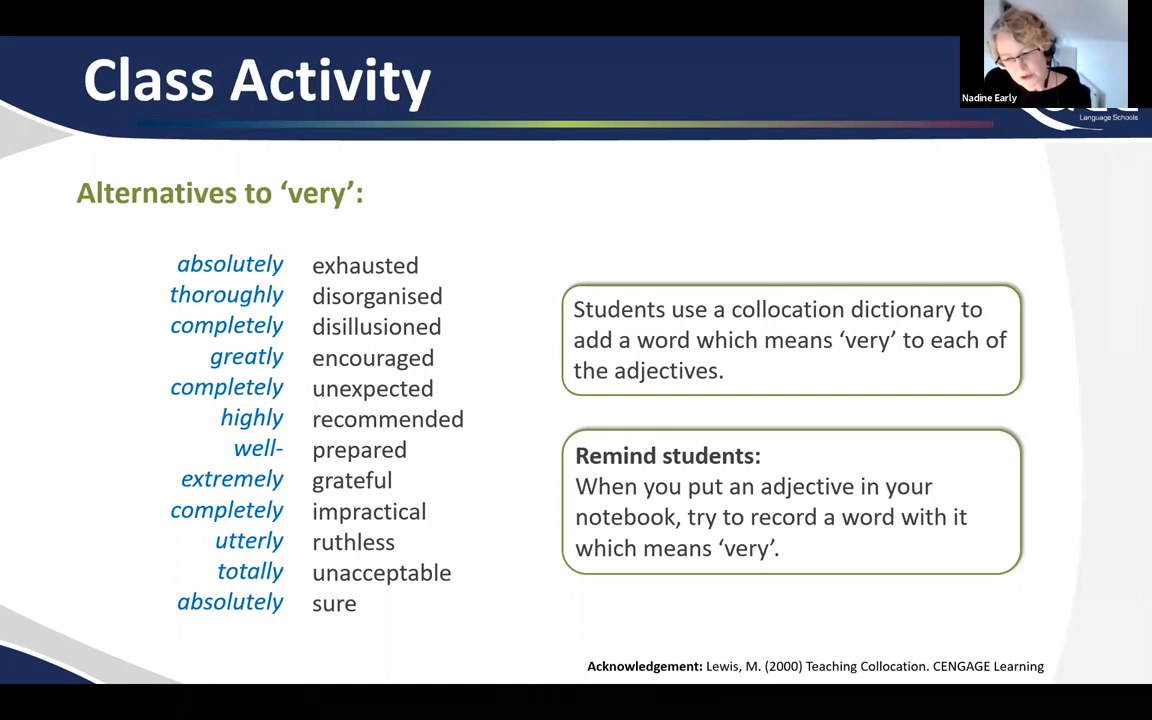 Class Activity
Nadine Early
Language Schools
Alternatives to ‘very’:
absolutely exhausted
thoroughly disorganised
completely disillusioned
greatly encouraged
completely unexpected
highly recommended
well- prepared
extremely grateful
completely impractical
utterly ruthless
totally unacceptable
absolutely sure
Students use a collocation dictionary to
add a word which means ‘very’ to each of
the adjectives.
Remind students:
When you put an adjective in your
notebook, try to record a word with it
which means ‘very’.
Acknowledgement: Lewis, M. (2000) Teaching Collocation. CENGAGE Learning